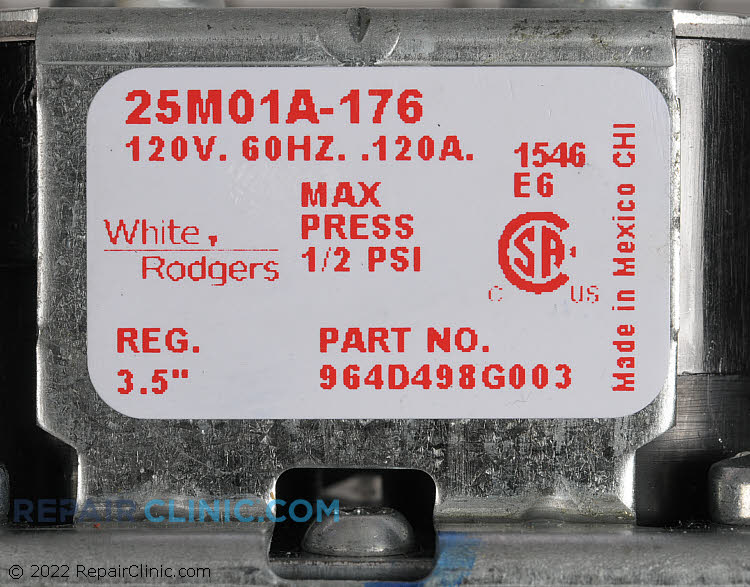 25M01A-176
120V. 60HZ. .120A.
1546
E6
MAX
PRESS
1/2 PSI
White,
Rodgers
CSA
C US
REG.
3.5"
PART NO.
964D498G003
Made in Mexico CHI
REPAIRCLINIC.COM
© 2022 RepairClinic.com